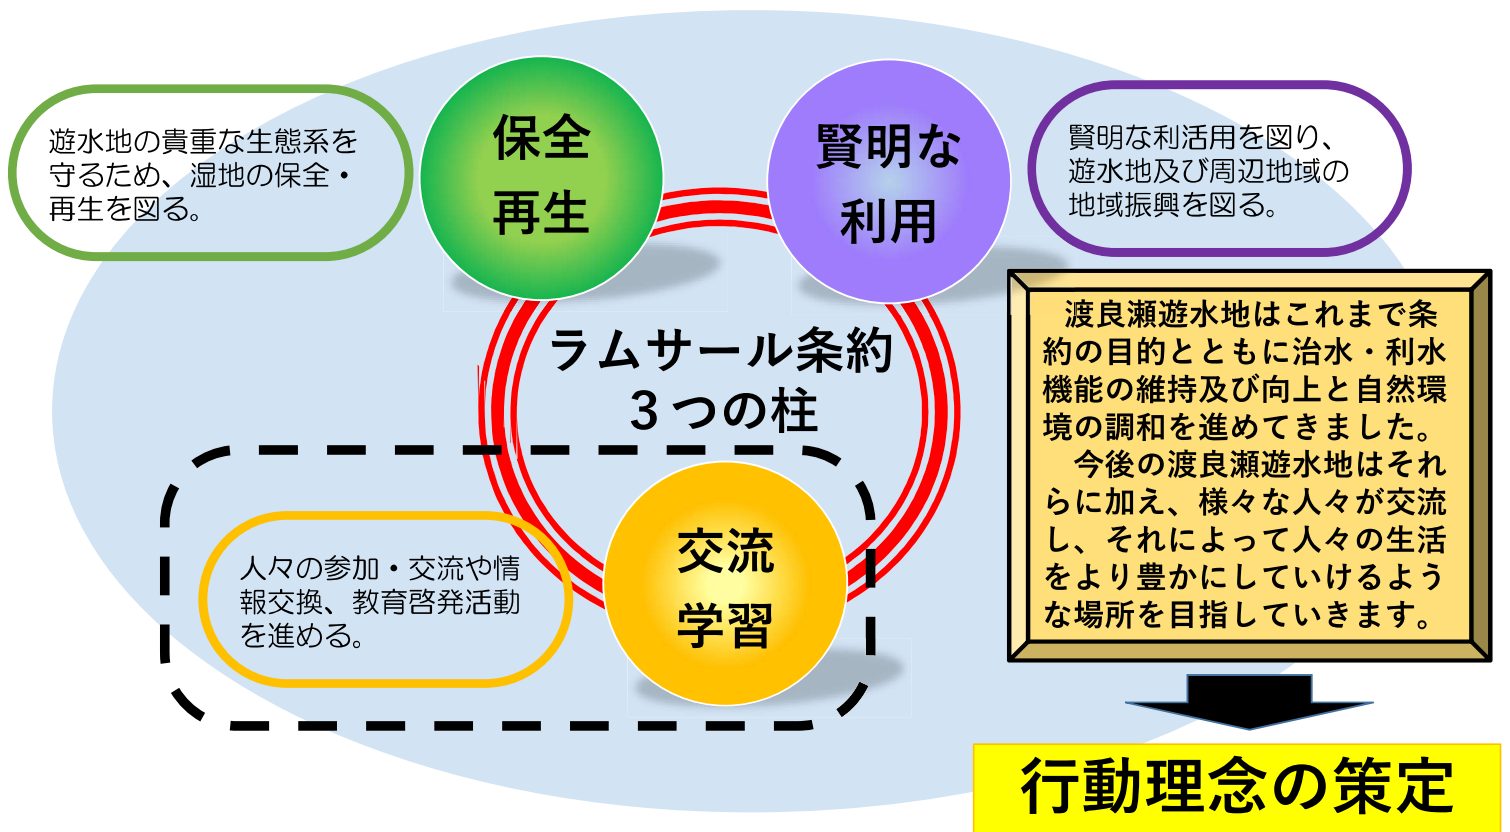 遊水地の貴重な生態系を
守るため、湿地の保全・
再生を図る。
保全
再生
賢明な
利用
賢明な利活用を図り、
遊水地及び周辺地域の
地域振興を図る。
ラムサール条約
3つの柱
人々の参加・交流や情
報交換、教育啓発活動
を進める。
交流
学習
渡良瀬遊水地はこれまで条
約の目的とともに治水・利水
機能の維持及び向上と自然環
境の調和を進めてきました。
今後の渡良瀬遊水地はそれ
らに加え、様々な人々が交流
し、それによって人々の生活
をより豊かにしていけるよう
な場所を目指していきます。
行動理念の策定